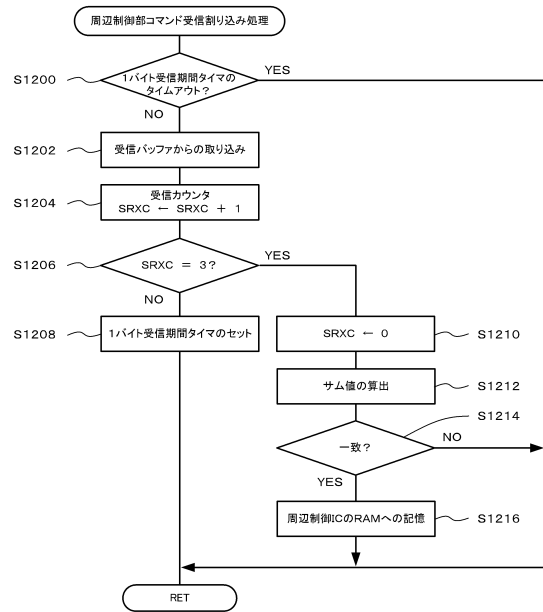 周辺制御部コマンド受信割り込み処理
S1200
1バイト受信期間タイマの
タイムアウト?
YES
NO
S1202
受信バッファからの取り込み
S1204
受信カウンタ
SRXC ← SRXC + 1
S1206
SRXC = 3?
YES
NO
S1208
1バイト受信期間タイマのセット
SRXC ← 0
S1210
サム値の算出
S1212
S1214
一致?
NO
YES
周辺制御ICのRAMへの記憶
S1216
RET